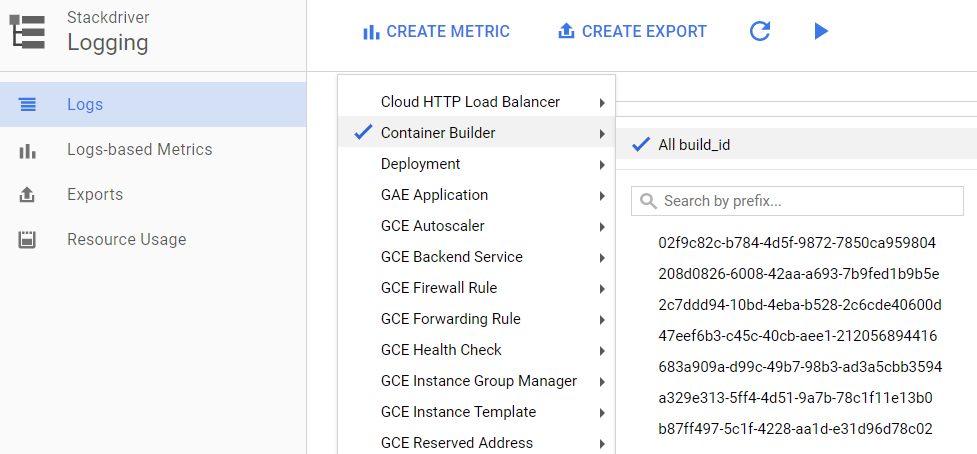 Stackdriver
Logging
CREATE METRIC
CREATE EXPORT
Logs
Logs-based Metrics
Exports
Resource Usage
Cloud HTTP Load Balancer
Container Builder
Deployment
GAE Application
GCE Autoscaler
GCE Backend Service
GCE Firewall Rule
GCE Forwarding Rule
GCE Health Check
GCE Instance Group Manager
GCE Instance Template
GCE Reserved Address
All build_id
Search by prefix...
02f9c82c-b784-4d5f-9872-7850ca959804
208d0826-6008-42aa-a693-7b9fed1b9b5e
2c7ddd94-10bd-4eba-b528-2c6cde40600d
47eef6b3-c45c-40cb-aee1-212056894416
683a909a-d99c-49b7-98b3-ad3a5cbb3594
a329e313-5ff4-4d51-9a7b-78c1f11e13b0
b87ff497-5c1f-4228-aa1d-e31d96d78c02